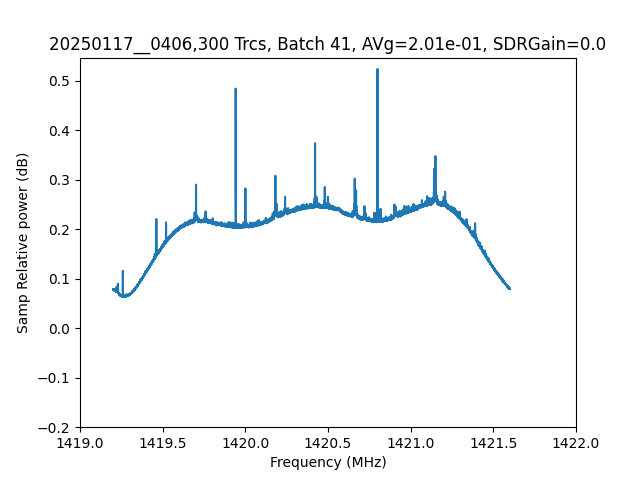 20250117__0406,300 Trcs, Batch 41, AVg=2.01e-01, SDRGain=0.0
0.5
0.4
0.3
0.2
0.1
0.0
−0.1
−0.2
Samp Relative power (dB)
1419.0 1419.5 1420.0 1420.5 1421.0 1421.5 1422.0
Frequency (MHz)